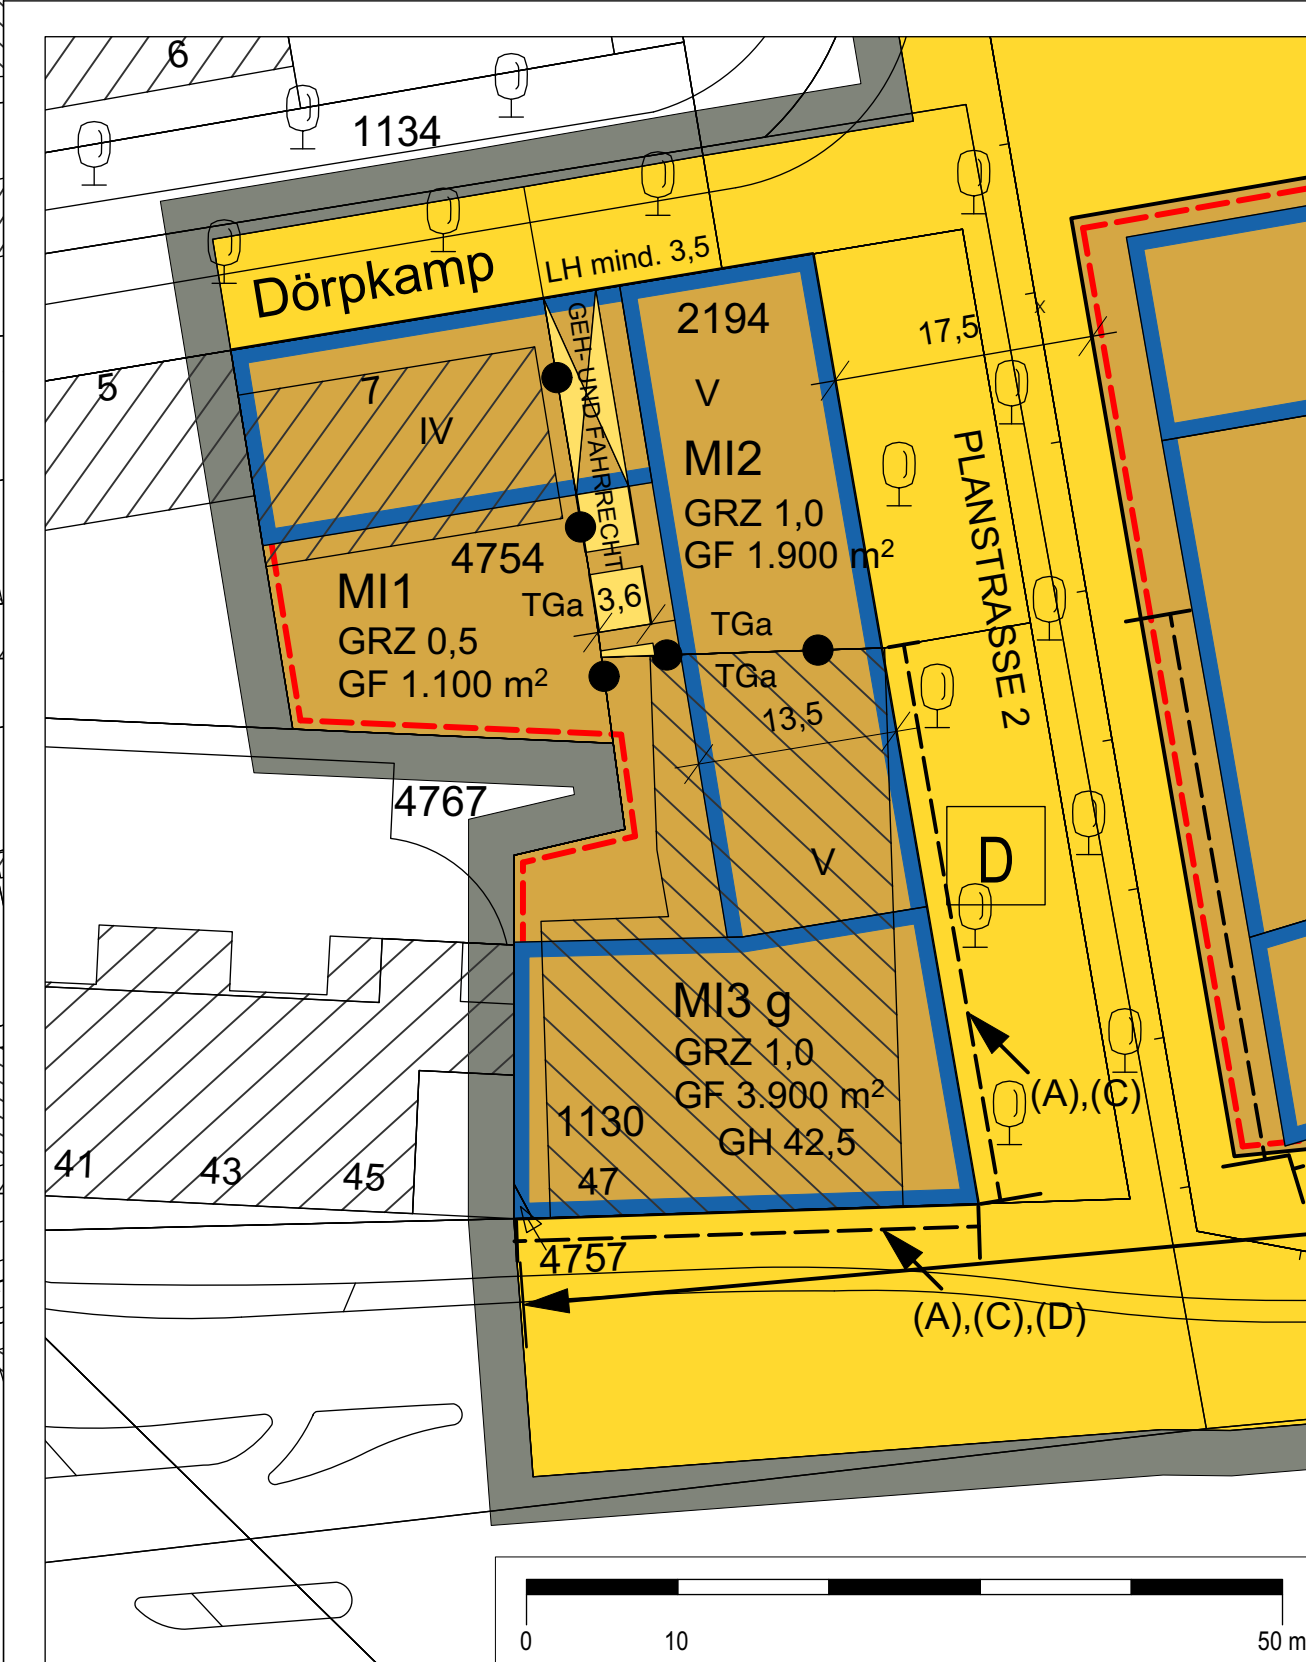 6
1134
Dörpkamp
LH mind. 3,5
2194
17,5
5
7
IV
GEH- UND FAHRRECHT
V
MI2
GRZ 1,0
GF 1.900 m²
PLANSTRASSE 2
4754
MI1
GRZ 0,5
GF 1.100 m²
TGa
3,6
TGa
TGa
13,5
4767
V
D
MI3 g
GRZ 1,0
GF 3.900 m²
GH 42,5
1130
47
(A),(C)
41
43
45
4757
(A),(C),(D)
0
10
50 m